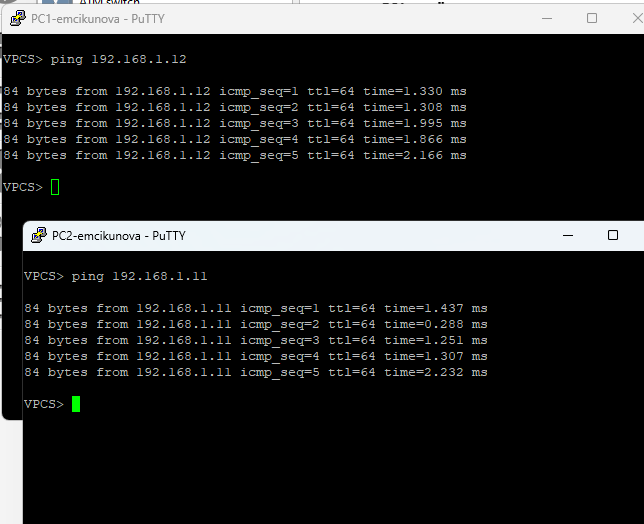 ATM switch
PC1-emcikunova - PuTTY
VPCS> ping 192.168.1.12
84 bytes from 192.168.1.12 icmp_seq=1 ttl=64 time=1.330 ms
84 bytes from 192.168.1.12 icmp_seq=2 ttl=64 time=1.308 ms
84 bytes from 192.168.1.12 icmp_seq=3 ttl=64 time=1.995 ms
84 bytes from 192.168.1.12 icmp_seq=4 ttl=64 time=1.866 ms
84 bytes from 192.168.1.12 icmp_seq=5 ttl=64 time=2.166 ms
VPCS>
PC2-emcikunova - PuTTY
VPCS> ping 192.168.1.11
84 bytes from 192.168.1.11 icmp_seq=1 ttl=64 time=1.437 ms
84 bytes from 192.168.1.11 icmp_seq=2 ttl=64 time=0.288 ms
84 bytes from 192.168.1.11 icmp_seq=3 ttl=64 time=1.251 ms
84 bytes from 192.168.1.11 icmp_seq=4 ttl=64 time=1.307 ms
84 bytes from 192.168.1.11 icmp_seq=5 ttl=64 time=2.232 ms
VPCS>